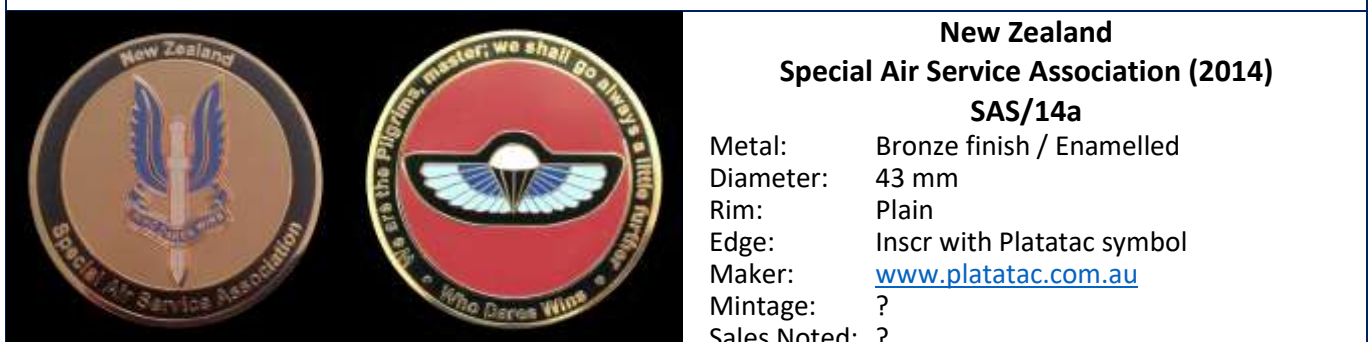 New Zealand
Special Air Service Association
We are the Pilgrims, master; we shall go always a little further
• Who Dares Wins •
New Zealand
Special Air Service Association (2014)
SAS/14a
Metal: Bronze finish / Enamelled
Diameter: 43 mm
Rim: Plain
Edge: Inscr with Platatac symbol
Maker: www.platatac.com.au
Mintage: ?
Sales Noted: ?